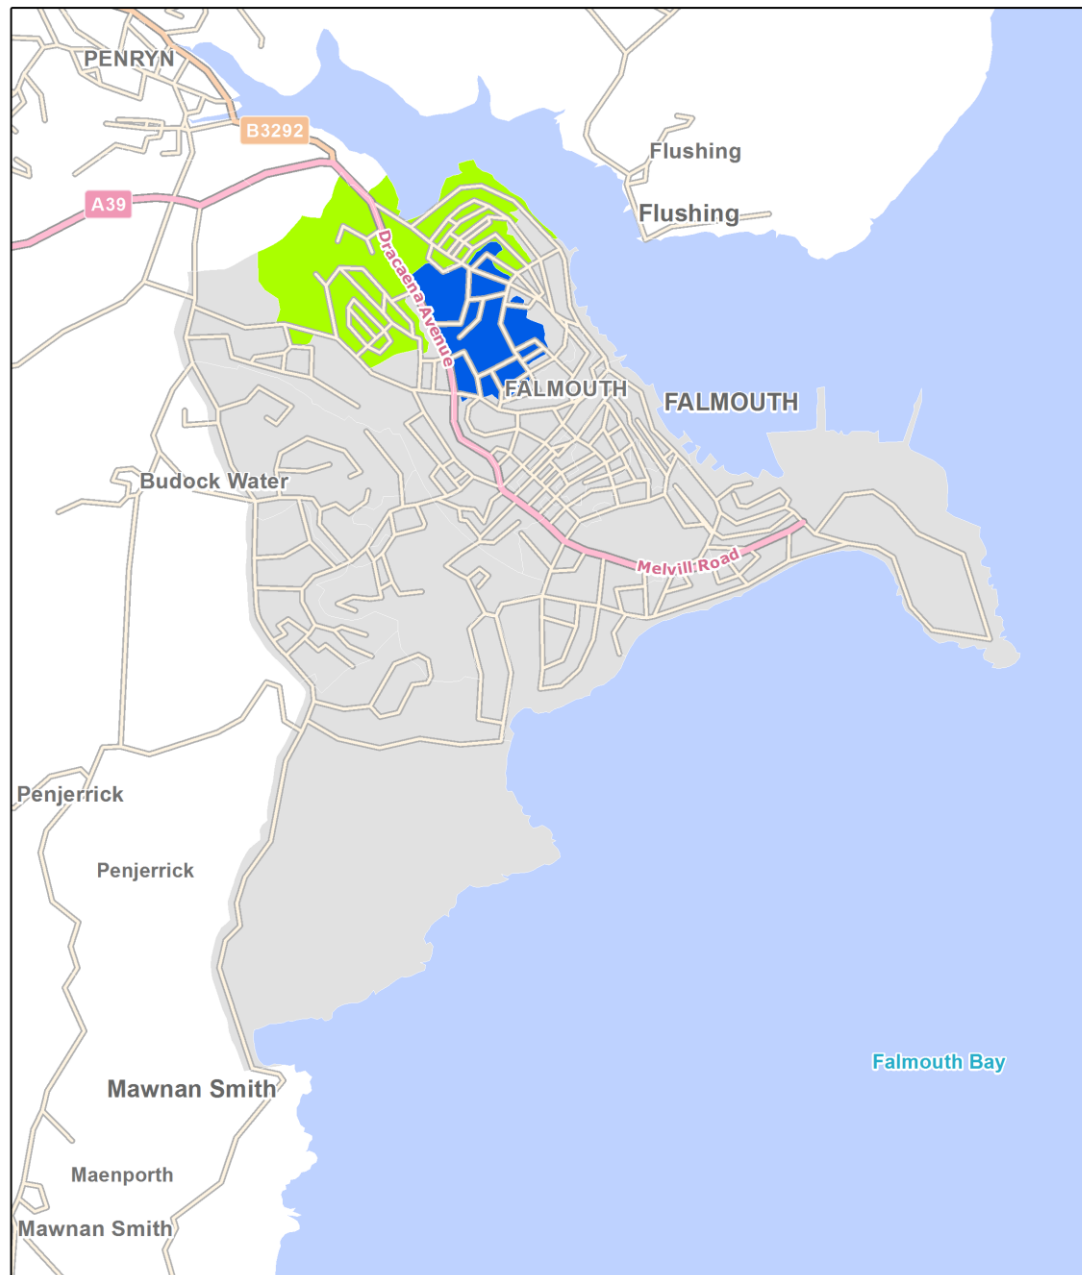 PENRYN
B3292
Flushing
A39
Flushing
Dracaena Avenue
FALMOUTH
FALMOUTH
Budock Water
Melvill Road
Penjerrick
Penjerrick
Falmouth Bay
Mawnan Smith
Maenporth
Mawnan Smith